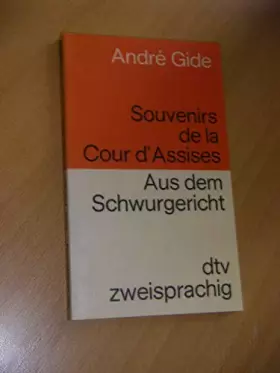 André Gide
Souvenirs
de la
Cour d'Assises
Aus dem
Schwurgericht
dtv
zweisprachig